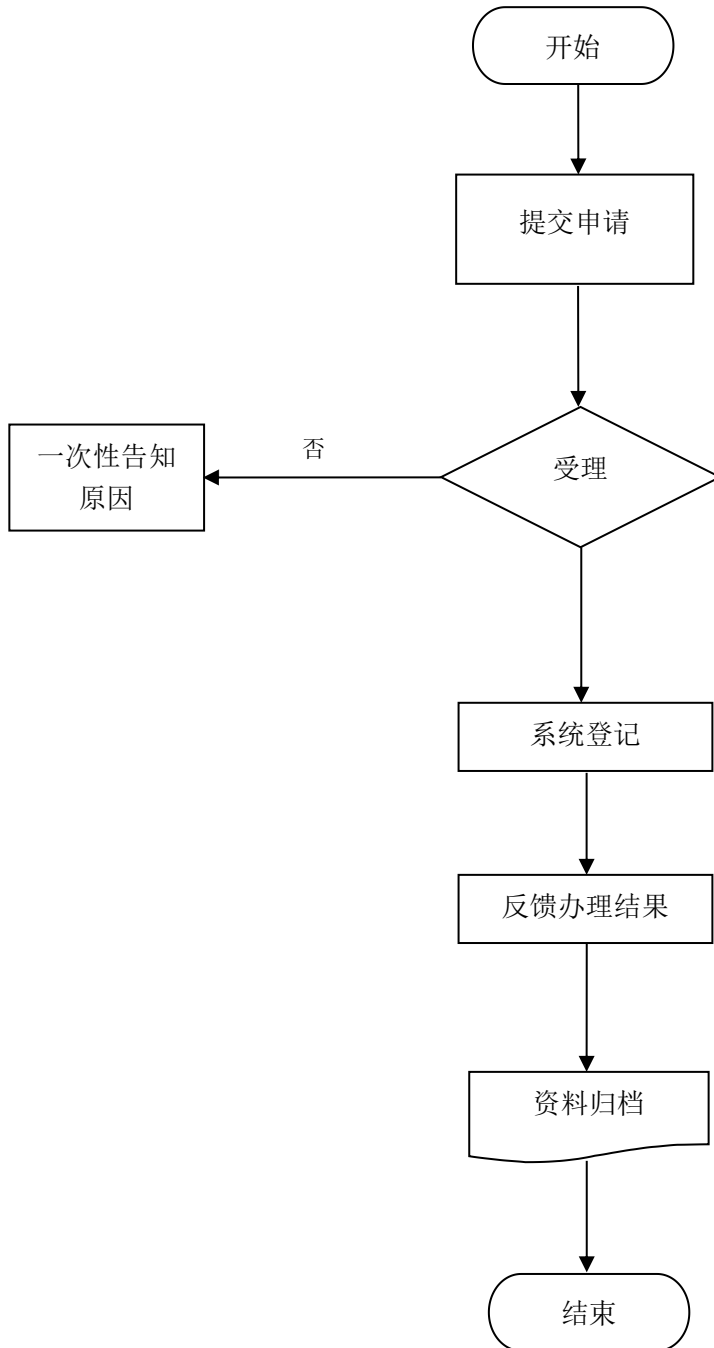 开始
提交申请
受理
否
一次性告知
原因
系统登记
反馈办理结果
资料归档
结束